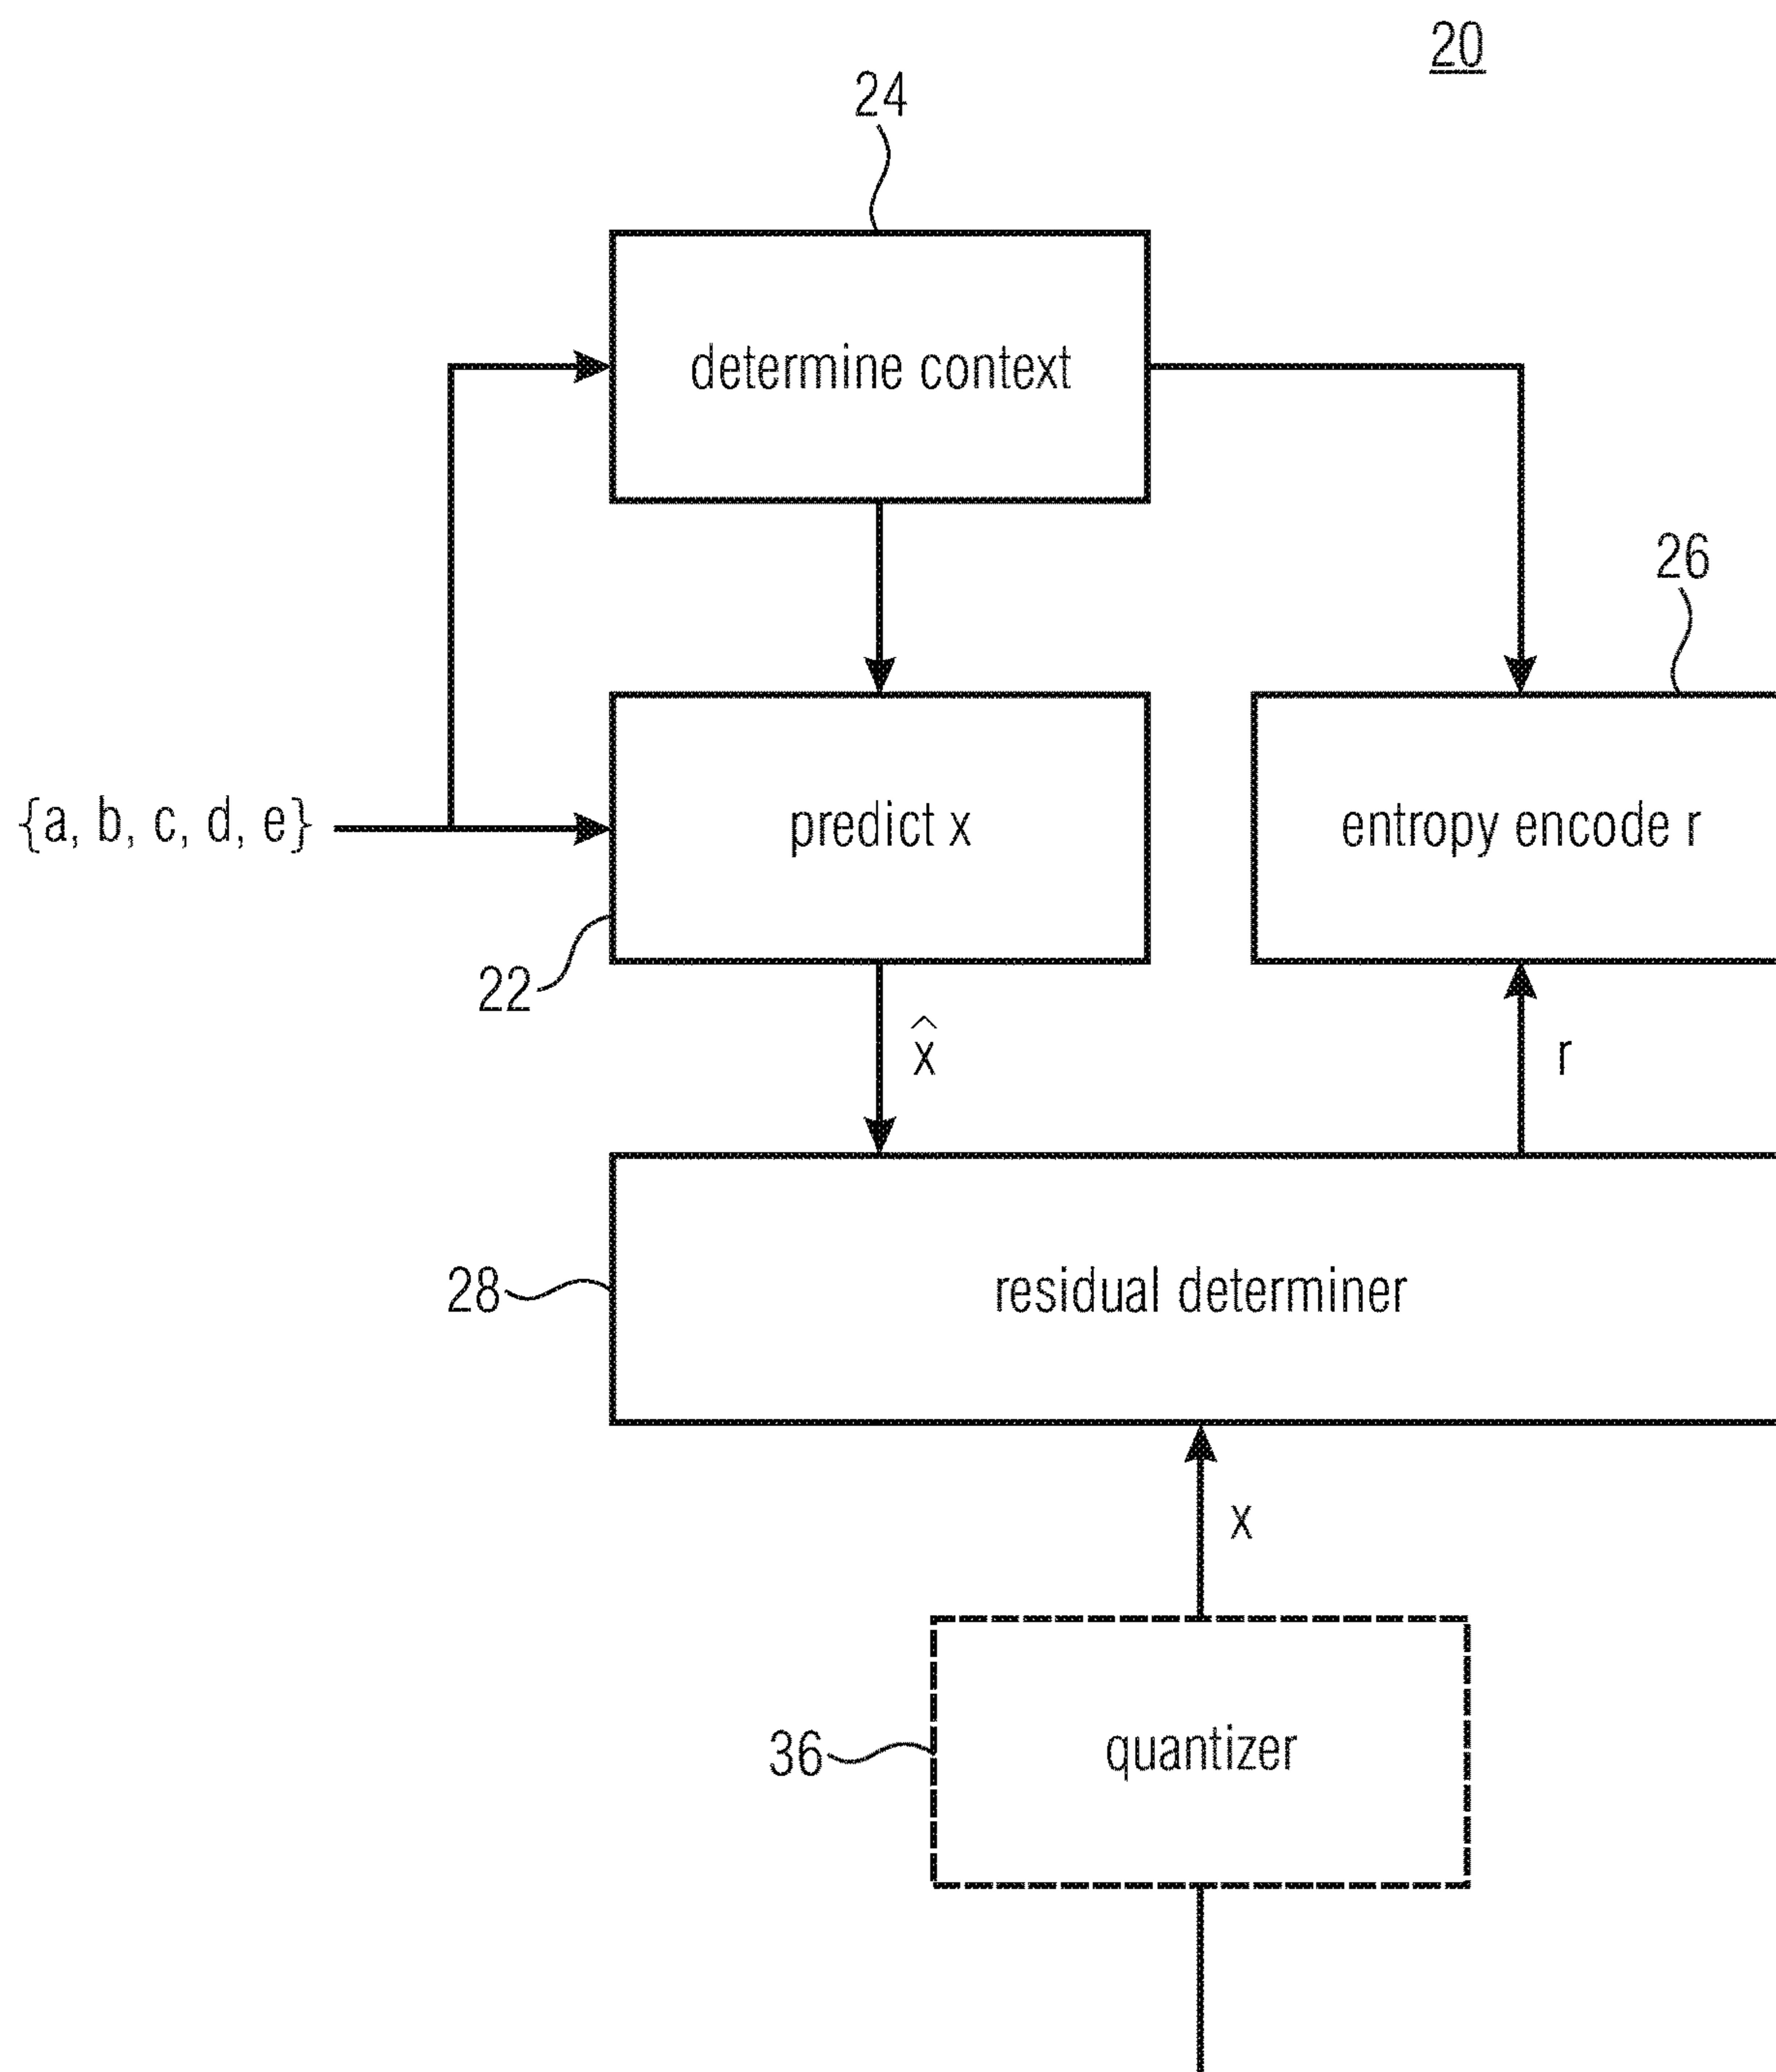 20
24
determine context
26
{a, b, c, d, e}
predict x
entropy encode r
22
x̂
r
28
residual determiner
x
36
quantizer